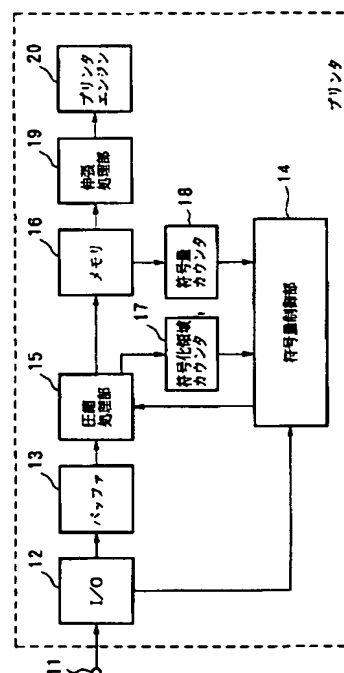 11
12
I/O
13
バッファ
15
圧縮
処理部
16
メモリ
19
伸張
処理部
20
プリンタ
エンジン
17
符号化領域
カウンタ
18
符号量
カウンタ
14
符号量制御部
プリンタ